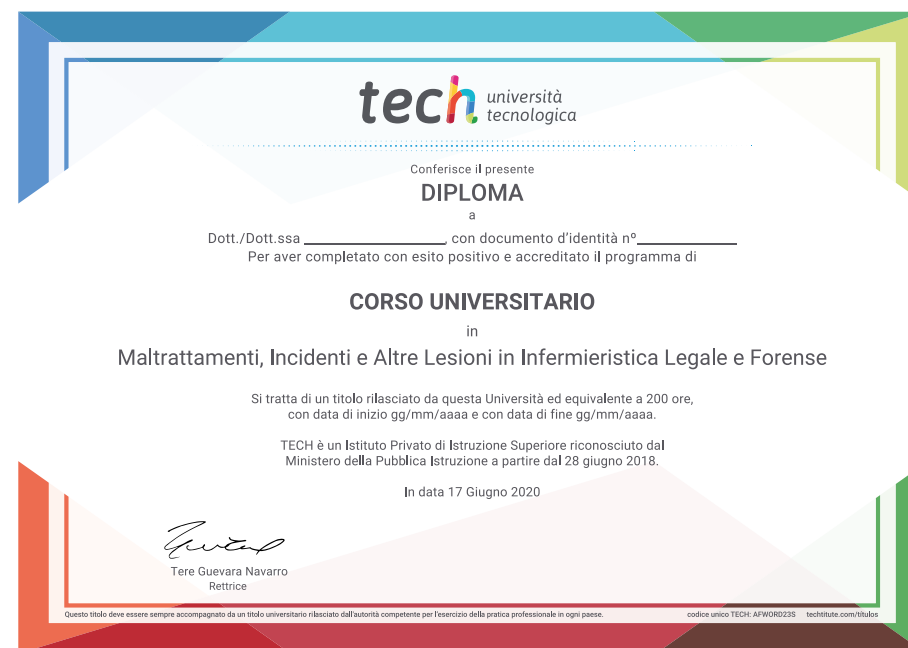 tech università
tecnologica
Conferisce il presente
DIPLOMA
a
Dott./Dott.ssa ____________________, con documento d'identità nº______________
Per aver completato con esito positivo e accreditato il programma di
CORSO UNIVERSITARIO
in
Maltrattamenti, Incidenti e Altre Lesioni in Infermieristica Legale e Forense
Si tratta di un titolo rilasciato da questa Università ed equivalente a 200 ore,
con data di inizio gg/mm/aaaa e con data di fine gg/mm/aaaa.
TECH è un Istituto Privato di Istruzione Superiore riconosciuto dal
Ministero della Pubblica Istruzione a partire dal 28 giugno 2018.
In data 17 Giugno 2020
Tere Guevara Navarro
Rettrice
Questo titolo deve essere sempre accompagnato da un titolo universitario rilasciato dall'autorità competente per l'esercizio della pratica professionale in ogni paese. codice unico TECH: AFWORD23S techtitute.com/titulos